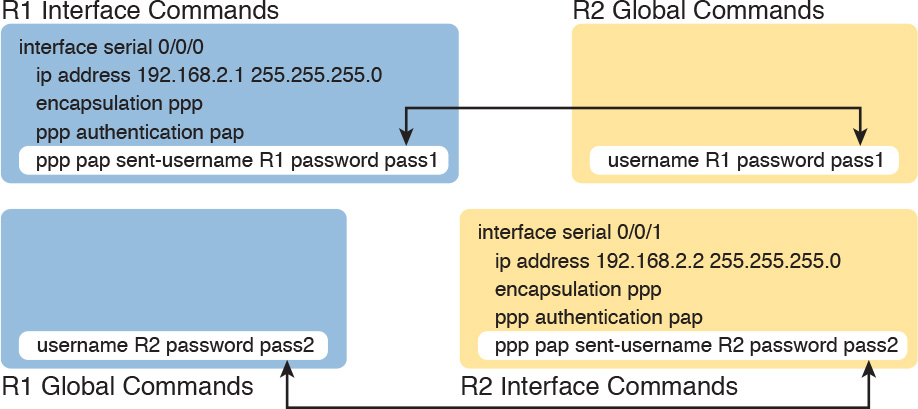 R1 Interface Commands
interface serial 0/0/0
ip address 192.168.2.1 255.255.255.0
encapsulation ppp
ppp authentication pap
ppp pap sent-username R1 password pass1
R2 Global Commands
username R1 password pass1
username R2 password pass2
R1 Global Commands
interface serial 0/0/1
ip address 192.168.2.2 255.255.255.0
encapsulation ppp
ppp authentication pap
ppp pap sent-username R2 password pass2
R2 Interface Commands